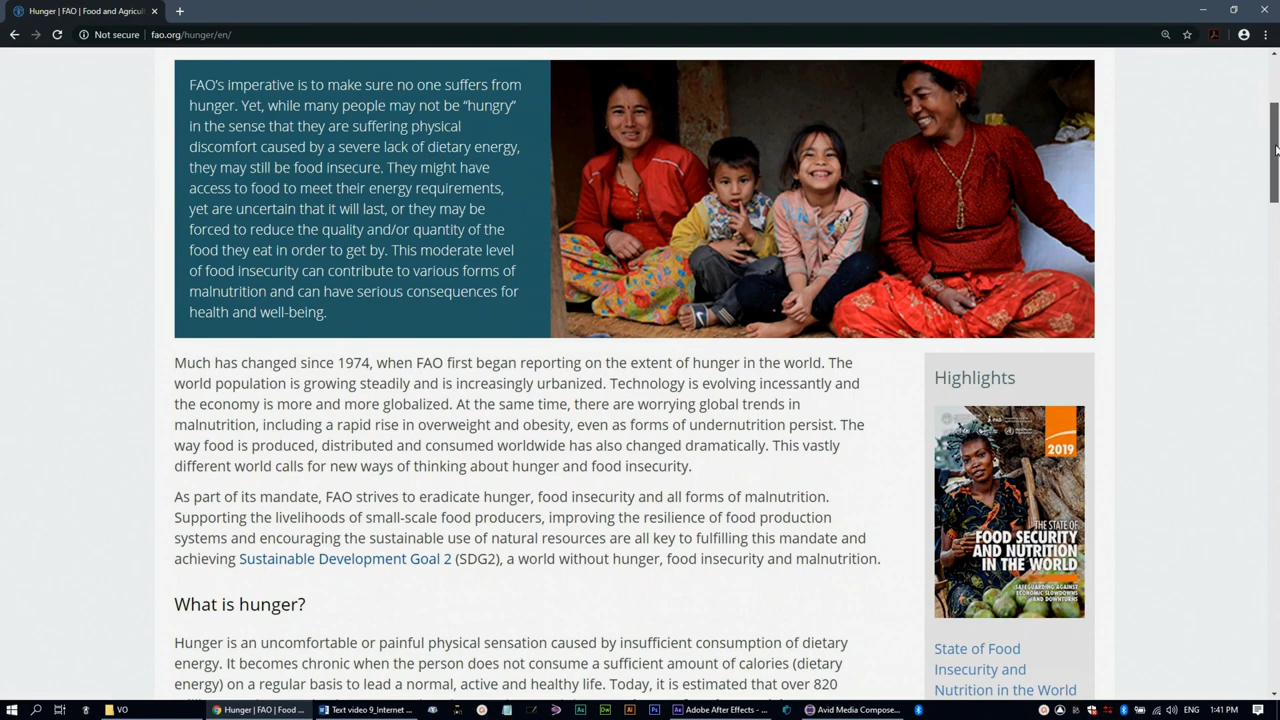 Hunger | FAO | Food and Agricul
Not secure | fao.org/hunger/en/
FAO's imperative is to make sure no one suffers from
hunger. Yet, while many people may not be “hungry”
in the sense that they are suffering physical
discomfort caused by a severe lack of dietary energy,
they may still be food insecure. They might have
access to food to meet their energy requirements,
yet are uncertain that it will last, or they may be
forced to reduce the quality and/or quantity of the
food they eat in order to get by. This moderate level
of food insecurity can contribute to various forms of
malnutrition and can have serious consequences for
health and well-being.
Much has changed since 1974, when FAO first began reporting on the extent of hunger in the world. The
world population is growing steadily and is increasingly urbanized. Technology is evolving incessantly and
the economy is more and more globalized. At the same time, there are worrying global trends in
malnutrition, including a rapid rise in overweight and obesity, even as forms of undernutrition persist. The
way food is produced, distributed and consumed worldwide has also changed dramatically. This vastly
different world calls for new ways of thinking about hunger and food insecurity.
As part of its mandate, FAO strives to eradicate hunger, food insecurity and all forms of malnutrition.
Supporting the livelihoods of small-scale food producers, improving the resilience of food production
systems and encouraging the sustainable use of natural resources are all key to fulfilling this mandate and
achieving Sustainable Development Goal 2 (SDG2), a world without hunger, food insecurity and malnutrition.
What is hunger?
Hunger is an uncomfortable or painful physical sensation caused by insufficient consumption of dietary
energy. It becomes chronic when the person does not consume a sufficient amount of calories (dietary
energy) on a regular basis to lead a normal, active and healthy life. Today, it is estimated that over 820
Highlights
2019
THE STATE OF
FOOD SECURITY
AND NUTRITION
IN THE WORLD
SAFEGUARDING AGAINST
ECONOMIC SLOWDOWNS
AND DOWNTURNS
State of Food
Insecurity and
Nutrition in the World
VO
Hunger | FAO | Food ...
Text video 9_Internet ...
Ae
Dw
Ai
Ps
Adobe After Effects - ...
Avid Media Compose...
ENG
1:41 PM